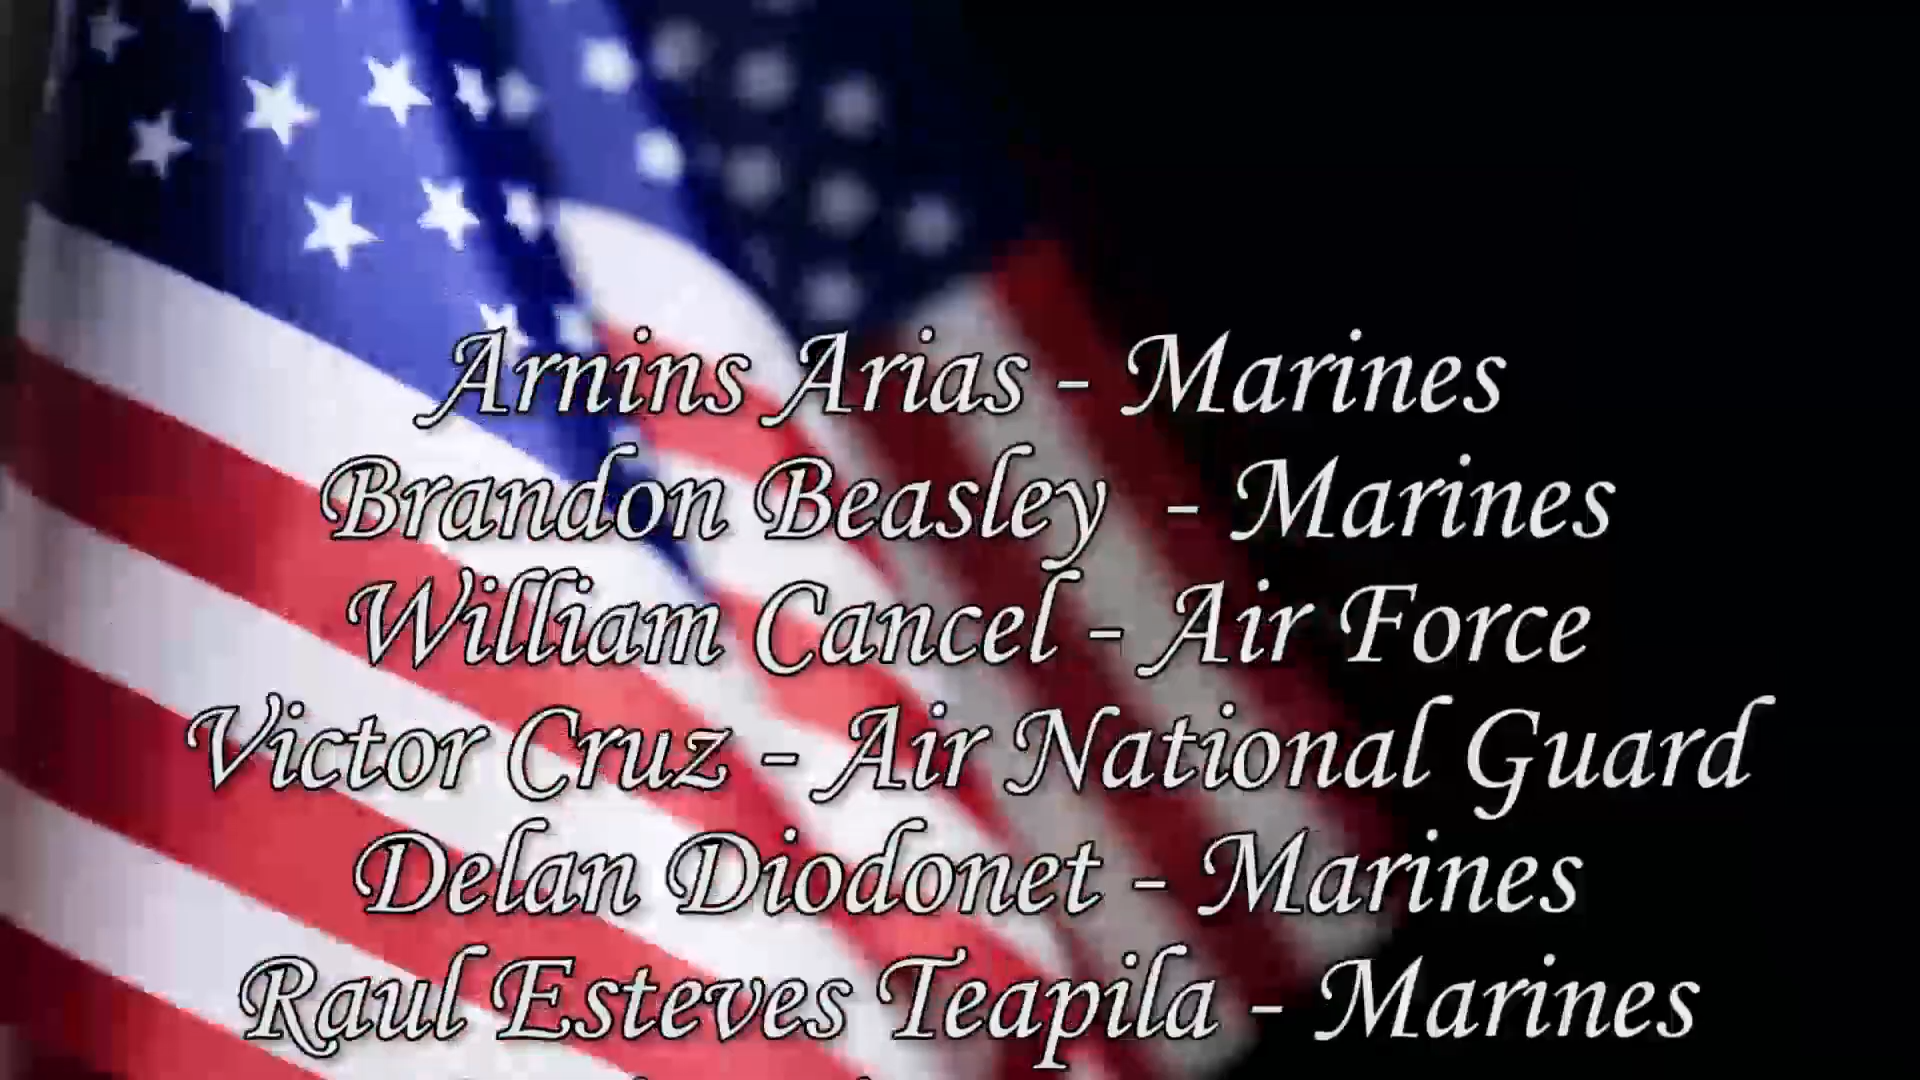 Arnins Arias - Marines
Brandon Beasley - Marines
William Cancel - Air Force
Victor Cruz - Air National Guard
Delan Diodonet - Marines
Raul Esteves Teapila - Marines